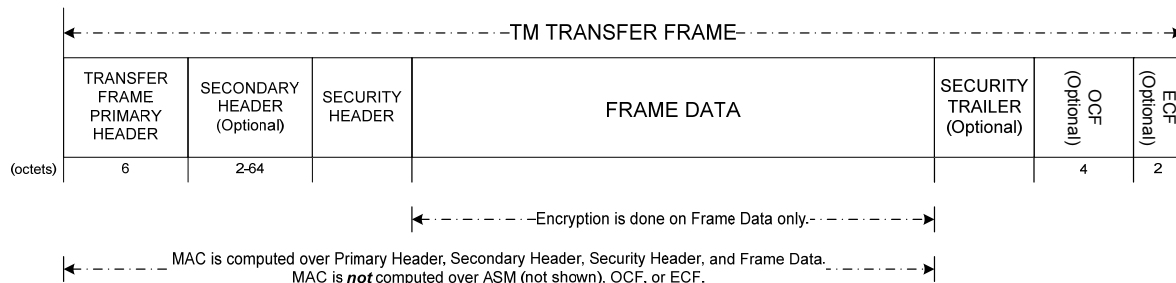 TM TRANSFER FRAME
TRANSFER
FRAME
PRIMARY
HEADER
SECONDARY
HEADER
(Optional)
SECURITY
HEADER
FRAME DATA
SECURITY
TRAILER
(Optional)
OCF
(Optional)
ECF
(Optional)
(octets)
6
2-64
4
2
Encryption is done on Frame Data only.
MAC is computed over Primary Header, Secondary Header, Security Header, and Frame Data.
MAC is not computed over ASM (not shown), OCF, or ECF.